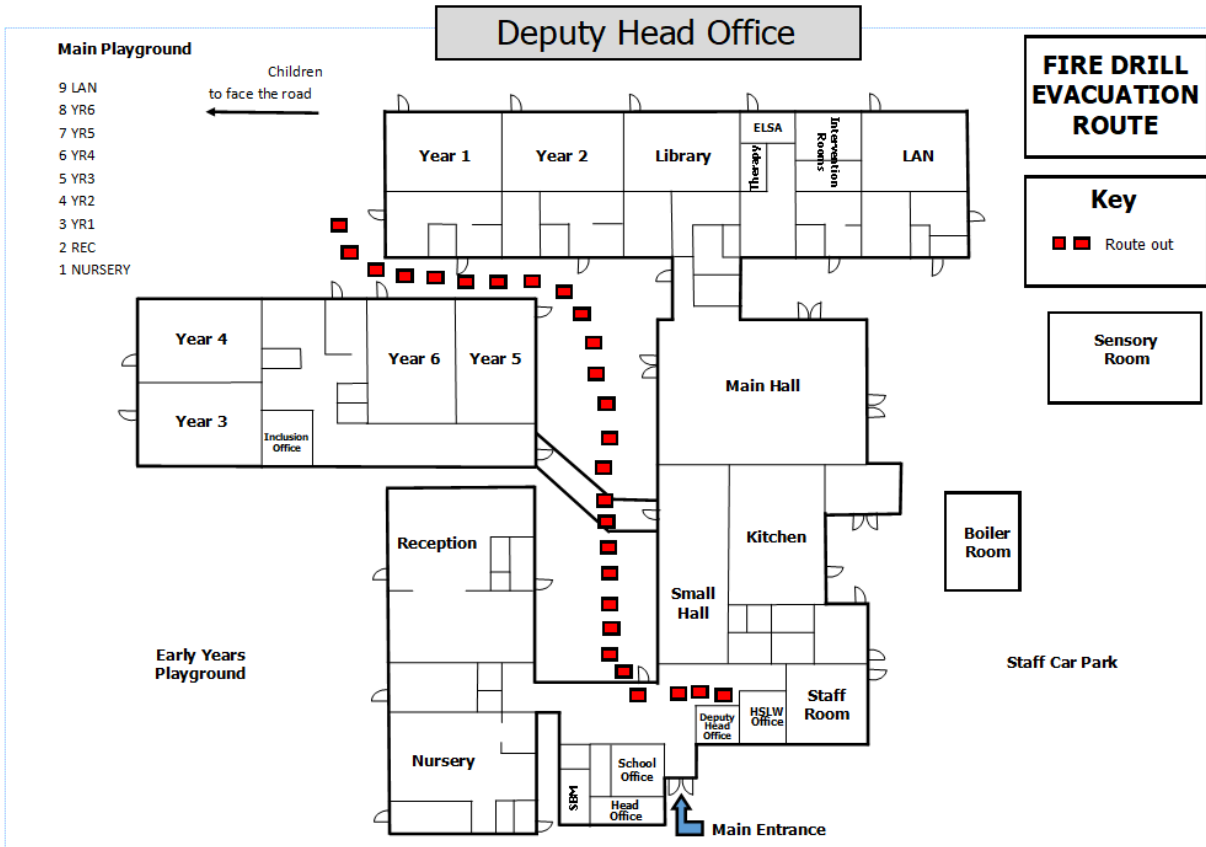 Deputy Head Office
Main Playground
9 LAN
8 YR6
7 YR5
6 YR4
5 YR3
4 YR2
3 YR1
2 REC
1 NURSERY
Children
to face the road
FIRE DRILL
EVACUATION
ROUTE
Key
Route out
Sensory
Room
Year 1
Year 2
Library
ELSA
Therapy
Intervention
Rooms
LAN
Year 4
Year 3
Inclusion
Office
Year 6
Year 5
Main Hall
Kitchen
Small
Hall
Boiler
Room
Reception
Early Years
Playground
Staff Car Park
Nursery
Deputy
Head
Office
HSLW
Office
Staff
Room
School
Office
SBM
Head
Office
Main Entrance